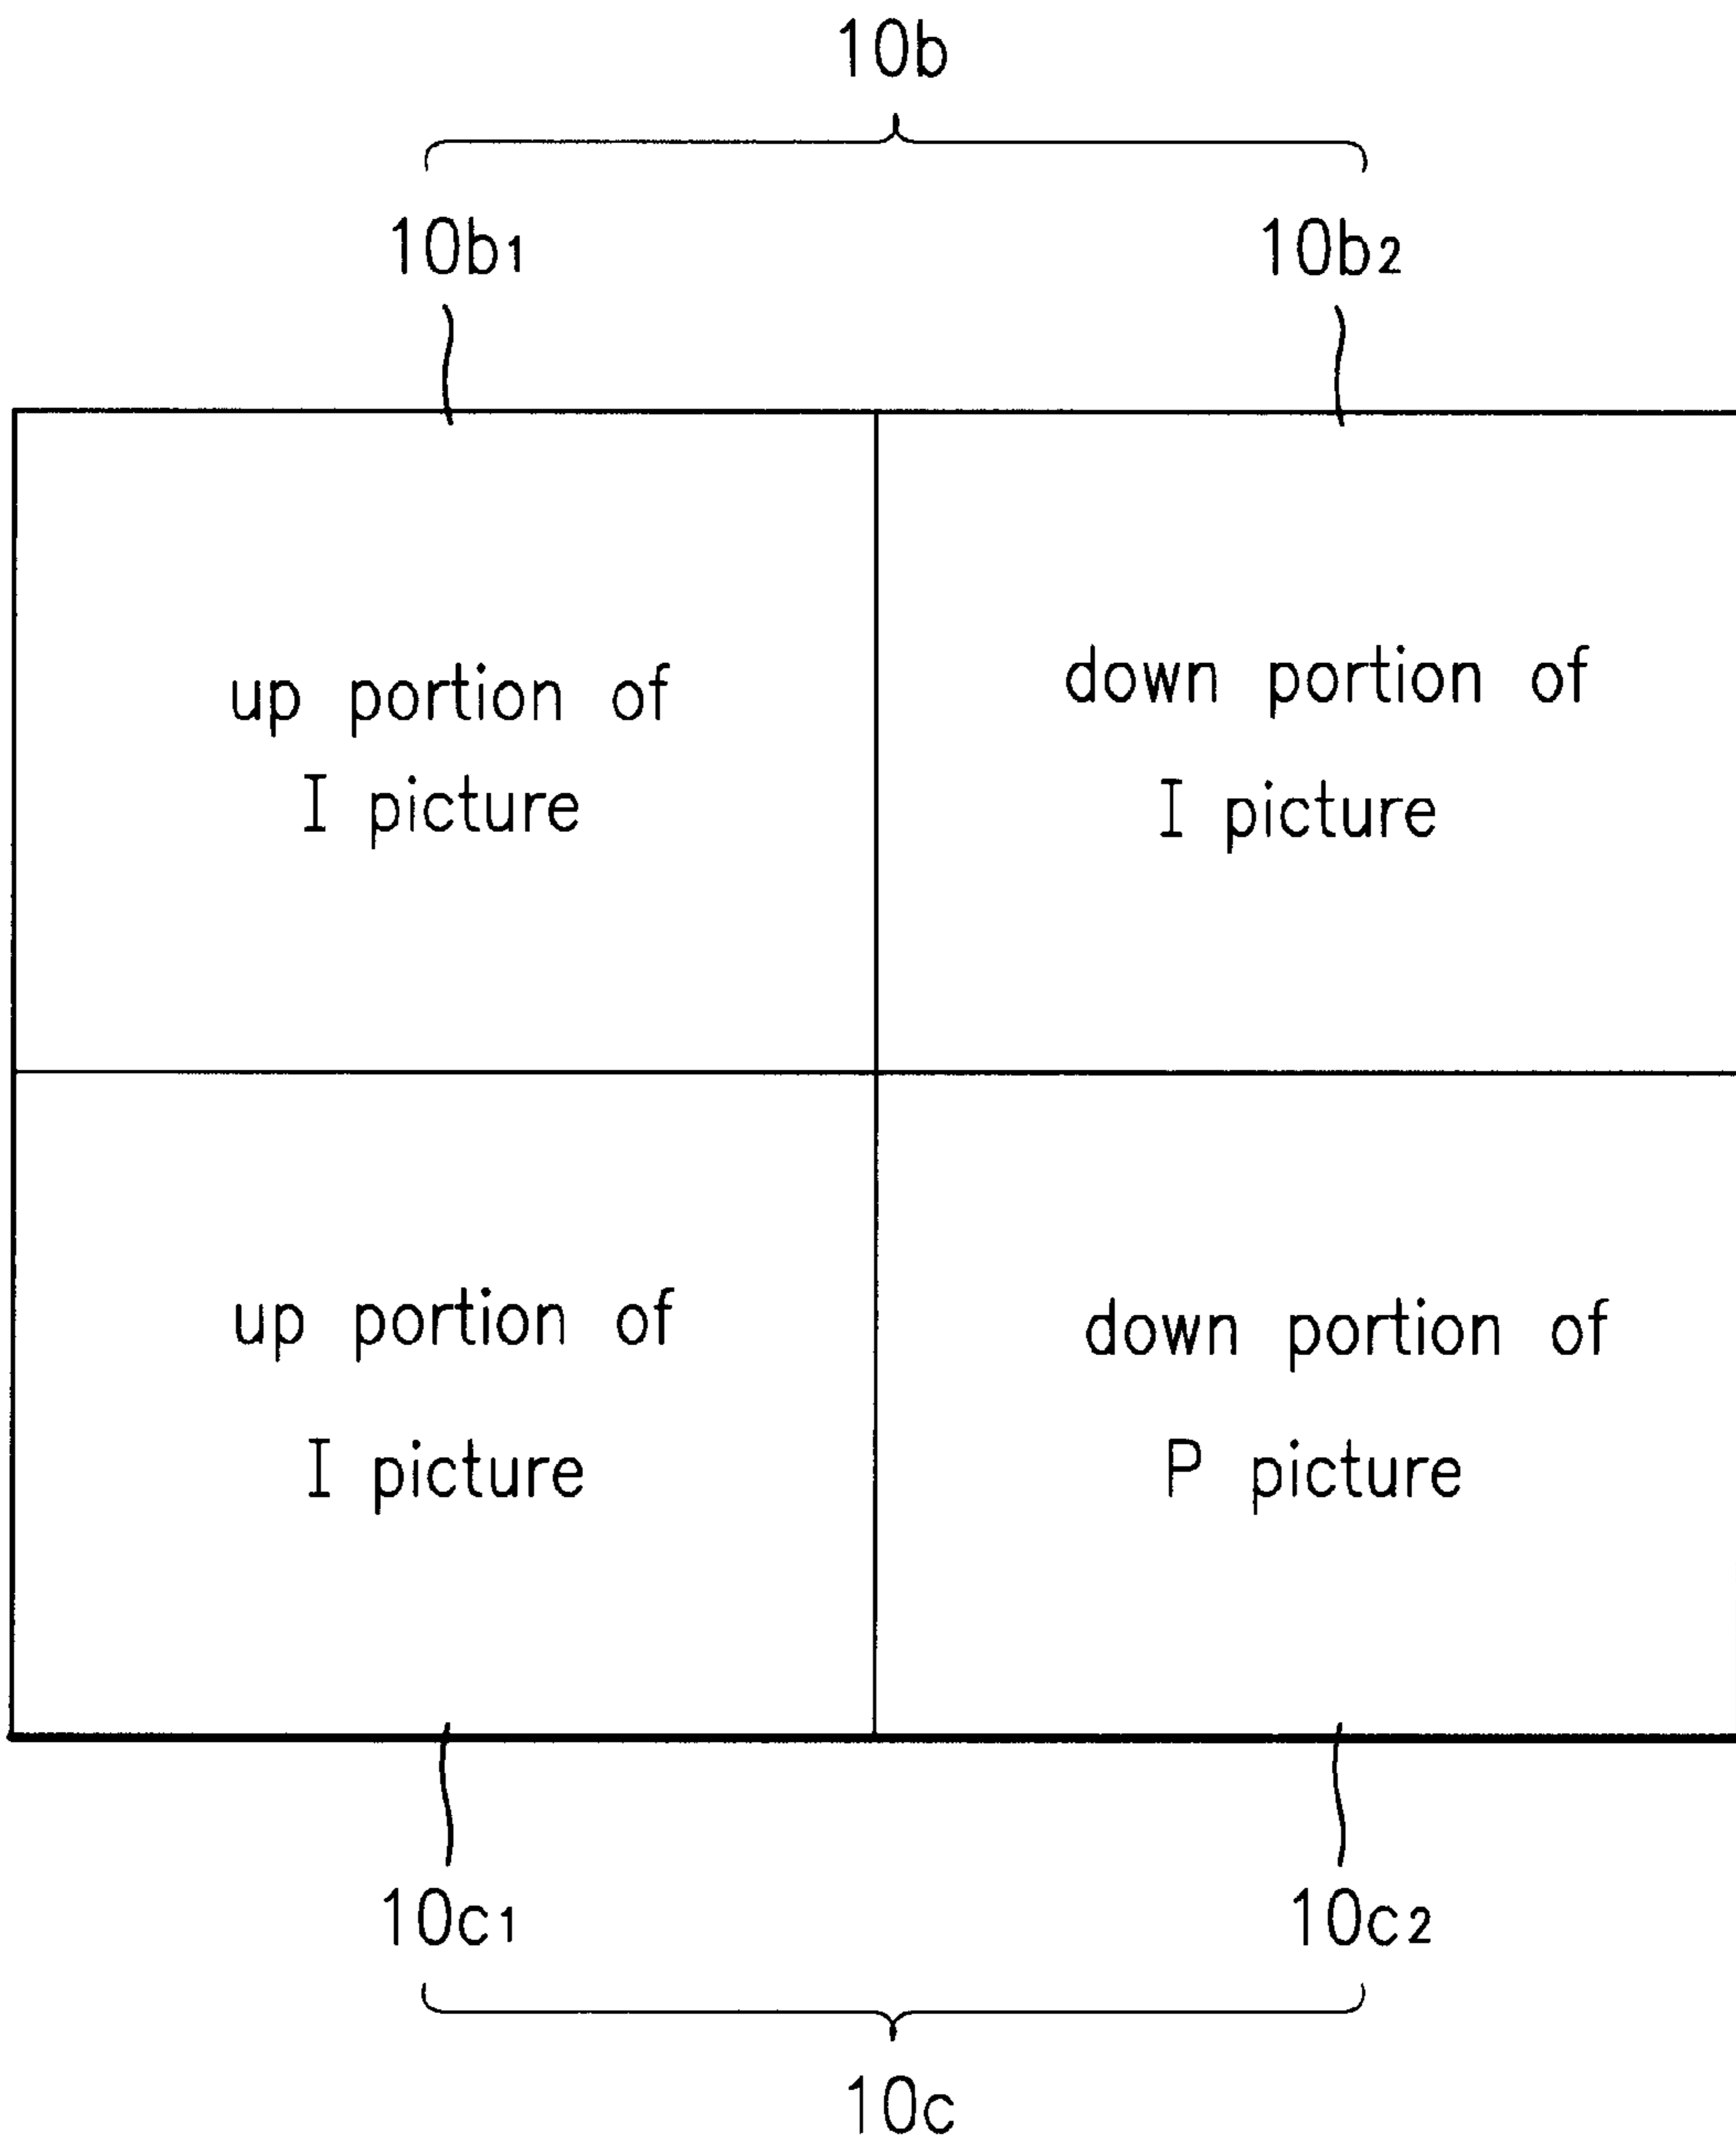 10b
10b1 10b2
up portion of
I picture
down portion of
I picture
up portion of
I picture
down portion of
P picture
10c1 10c2
10c